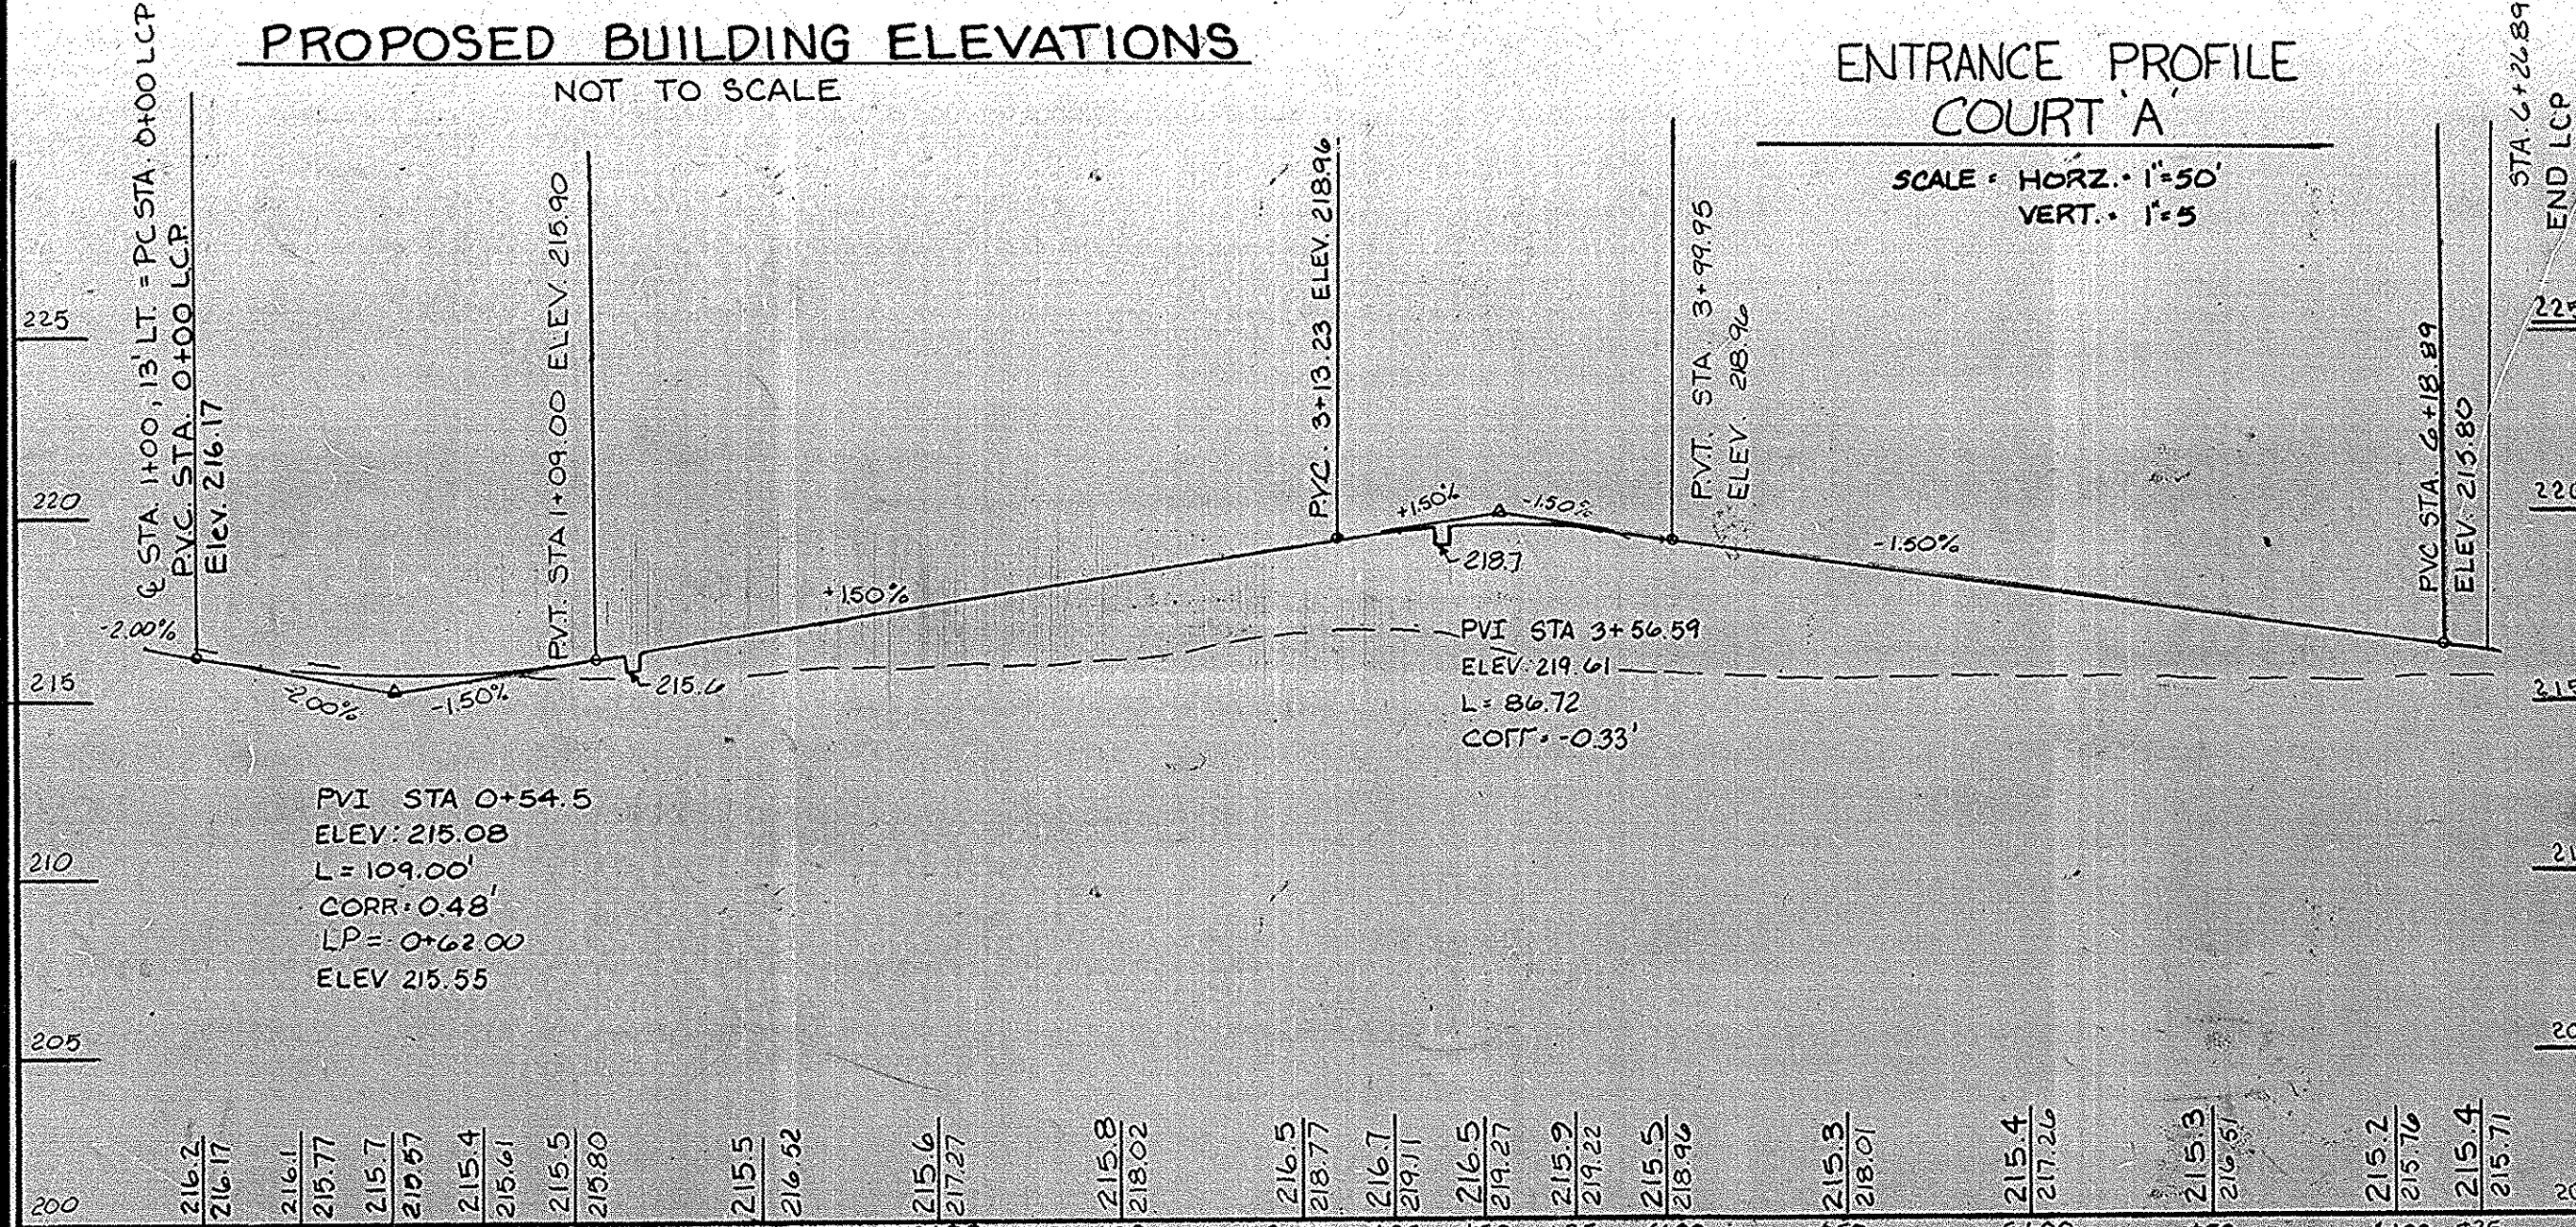 PROPOSED BUILDING ELEVATIONS
NOT TO SCALE
ENTRANCE PROFILE
COURT 'A'
SCALE: HORZ.: 1"=50'
VERT.: 1"=5
℄ STA. 1+00, 13' LT. = PC STA. 0+00 LCP
P.V.C. STA. 0+00 LCP
Elev. 216.17
P.V.T. STA 1+09.00 ELEV. 215.90
P.V.C. 3+13.23 ELEV. 218.96
P.V.T. STA. 3+99.95
ELEV. 218.96
PVC STA. 6+18.89
ELEV. 215.80
STA. 6+26.89
END LCP
225
220
215
210
205
200
225
220
215
-2.00%
-2.00%
-1.50%
215.6
+1.50%
+1.50%
-1.50%
218.7
-1.50%
PVI STA 3+56.59
ELEV: 219.61
L= 86.72
Corr= -0.33'
PVI STA 0+54.5
ELEV: 215.08
L= 109.00'
CORR= 0.48'
LP= 0+62.00
ELEV 215.55
216.2
216.17
216.1
215.77
215.7
215.57
215.4
215.61
215.5
215.80
215.5
216.52
215.6
217.27
215.8
218.02
216.5
218.77
216.7
219.11
216.5
219.27
215.9
219.22
215.5
218.96
215.3
218.01
215.4
217.26
215.3
216.51
215.2
215.76
215.4
215.71